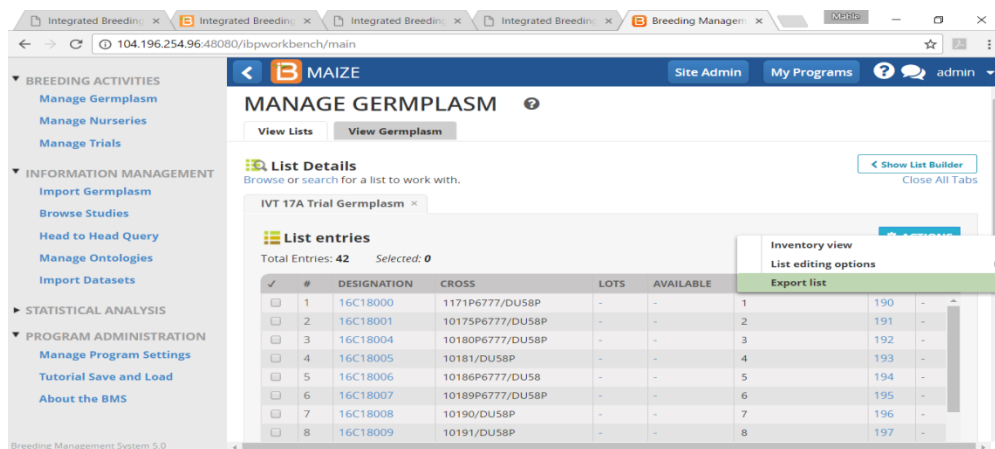 Integrated Breeding × Integrated Breeding × Integrated Breeding × Integrated Breeding × Breeding Managem × Mable
104.196.254.96:48080/ibpworkbench/main
BREEDING ACTIVITIES
Manage Germplasm
Manage Nurseries
Manage Trials
INFORMATION MANAGEMENT
Import Germplasm
Browse Studies
Head to Head Query
Manage Ontologies
Import Datasets
STATISTICAL ANALYSIS
PROGRAM ADMINISTRATION
Manage Program Settings
Tutorial Save and Load
About the BMS
Breeding Management System 5.0
MAIZE Site Admin My Programs ? admin
MANAGE GERMPLASM ?
View Lists View Germplasm
List Details < Show List Builder
Browse or search for a list to work with. Close All Tabs
IVT 17A Trial Germplasm ×
List entries
Total Entries: 42 Selected: 0
Inventory view
List editing options
Export list
✓ # DESIGNATION CROSS LOTS AVAILABLE
1 16C18000 1171P6777/DU58P - - 1 190 -
2 16C18001 10175P6777/DU58P - - 2 191 -
3 16C18004 10180P6777/DU58P - - 3 192 -
4 16C18005 10181/DU58P - - 4 193 -
5 16C18006 10186P6777/DU58 - - 5 194 -
6 16C18007 10189P6777/DU58P - - 6 195 -
7 16C18008 10190/DU58P - - 7 196 -
8 16C18009 10191/DU58P - - 8 197 -